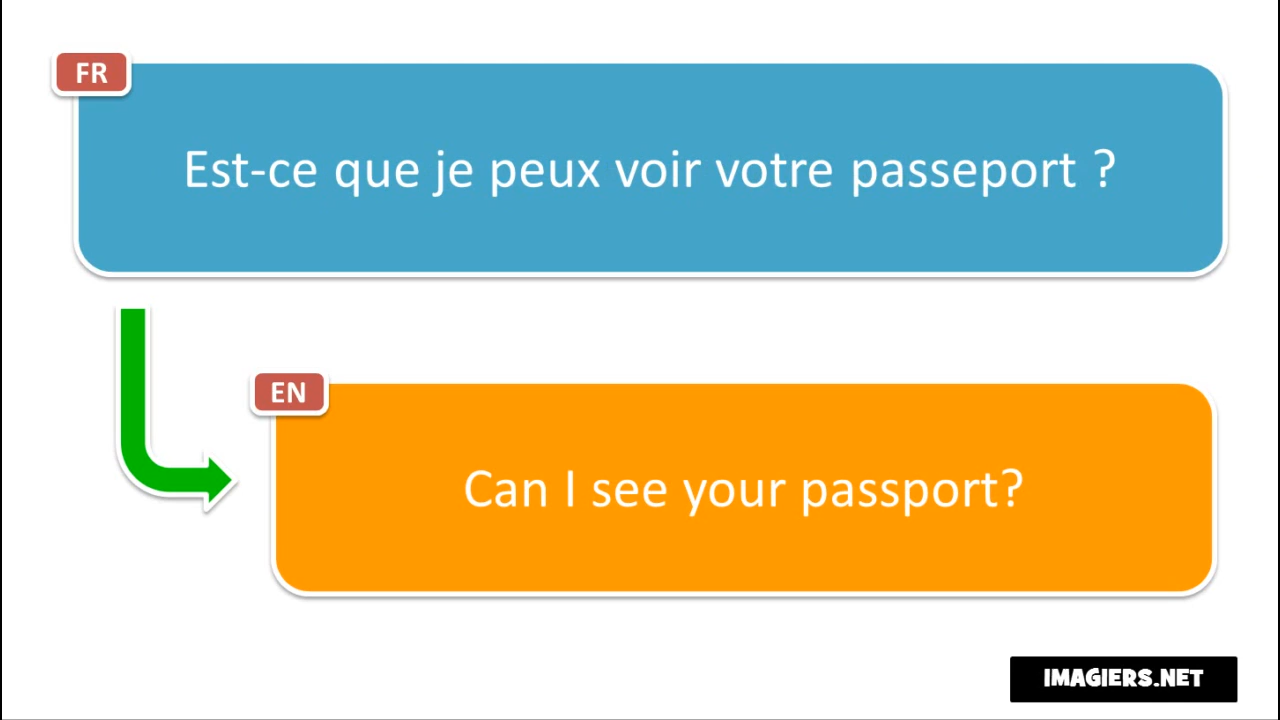 FR
Est-ce que je peux voir votre passeport ?
EN
Can I see your passport?
IMAGIERS.NET